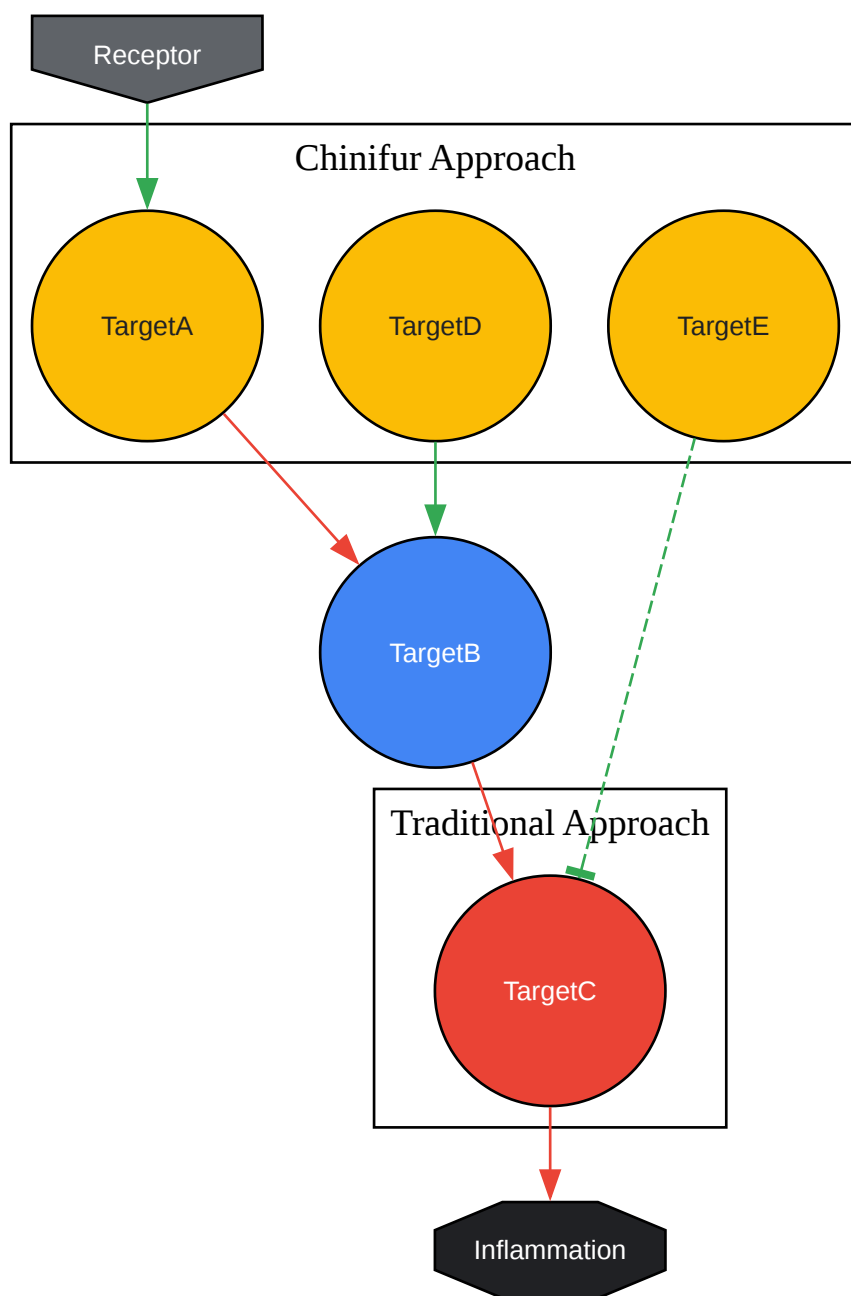 Receptor
Chinifur Approach
TargetA
TargetD
TargetE
TargetB
Traditional Approach
TargetC
Inflammation